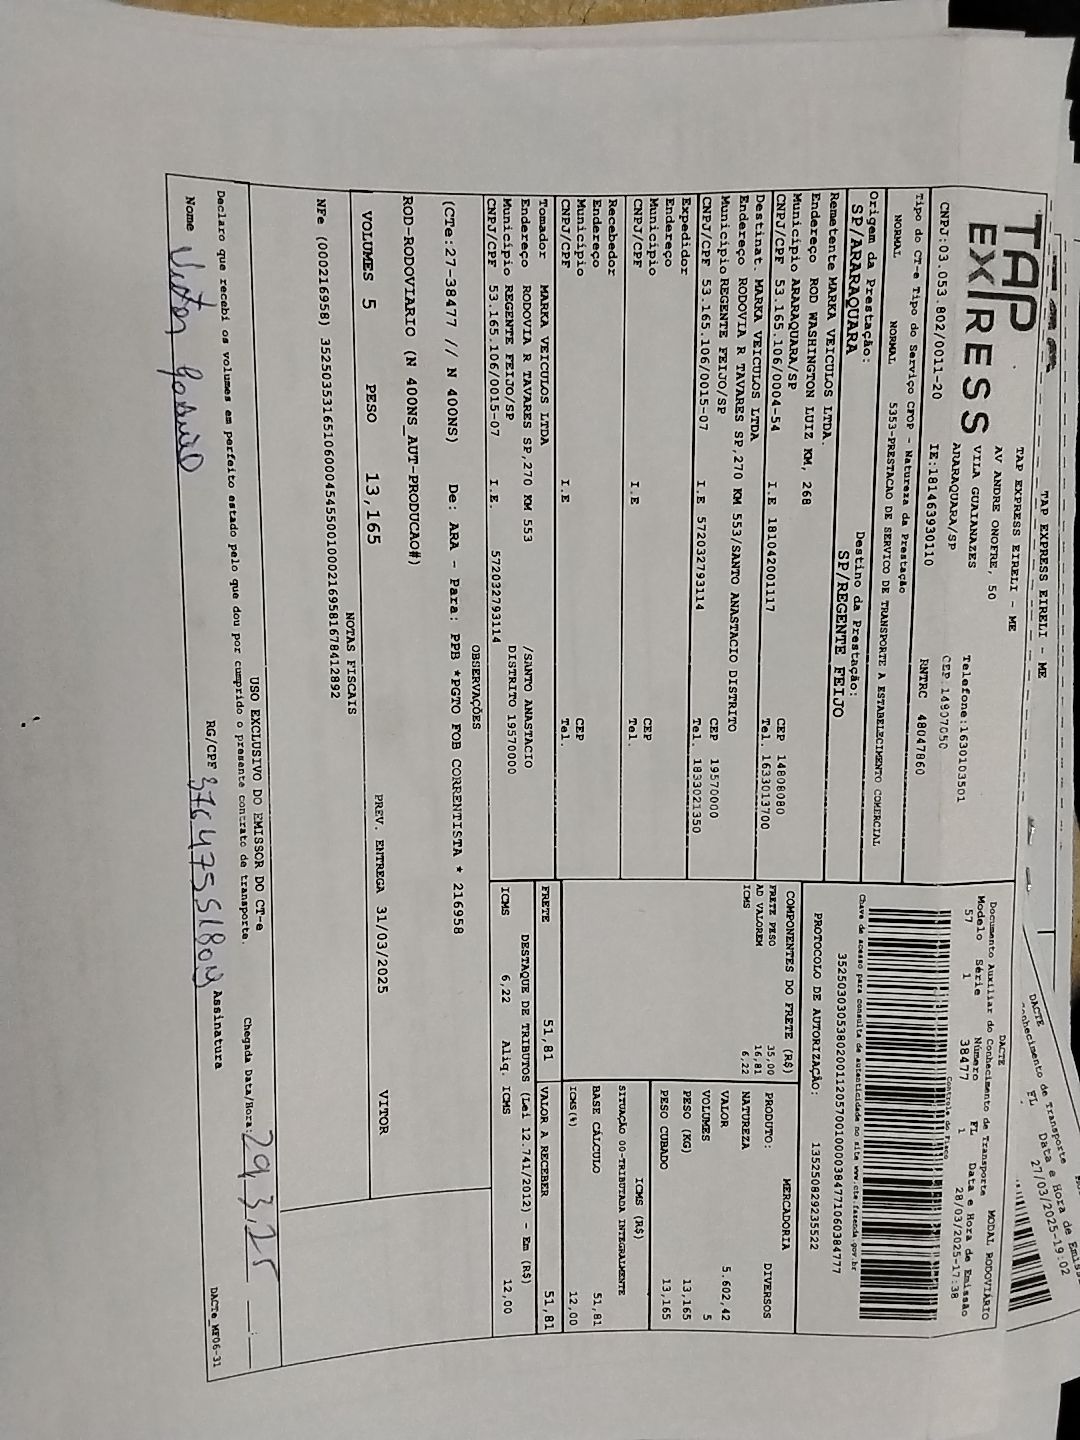 TAP EXPRESS EIRELI - ME
TAP
EXPRESS
TAP EXPRESS EIRELI - ME
AV ANDRE ONOFRE, 50
VILA GUAIANAZES
ARARAQUARA/SP
Telefone:1630103501
CEP 14807050
CNPJ:03.053.802/0011-20 IE:181463930110 RNTRC 48047860
Tipo do CT-e Tipo do Serviço CFOP - Natureza da Prestação
NORMAL NORMAL 5353-PRESTACAO DE SERVICO DE TRANSPORTE A ESTABELECIMENTO COMERCIAL
Origem da Prestação: Destino da Prestação:
SP/ARARAQUARA SP/REGENTE FEIJO
Remetente MARKA VEICULOS LTDA.
Endereço ROD WASHINGTON LUIZ KM, 268
Município ARARAQUARA/SP CEP 14808080
CNPJ/CPF 53.165.106/0004-54 I.E 181042001117 Tel. 1633013700
Destinat. MARKA VEICULOS LTDA
Endereço RODOVIA R TAVARES SP,270 KM 553/SANTO ANASTACIO DISTRITO
Município REGENTE FEIJO/SP CEP 19570000
CNPJ/CPF 53.165.106/0015-07 I.E 572032793114 Tel. 1833021350
Expedidor
Endereço
Município CEP
CNPJ/CPF I.E Tel.
Recebedor
Endereço
Município CEP
CNPJ/CPF I.E Tel.
Tomador MARKA VEICULOS LTDA
Endereço RODOVIA R TAVARES SP,270 KM 553 /SANTO ANASTACIO
Município REGENTE FEIJO/SP DISTRITO 19570000
CNPJ/CPF 53.165.106/0015-07 I.E. 572032793114
DACTE
Documento Auxiliar do Conhecimento de Transporte MODAL RODOVIÁRIO
Modelo Série Número FL Data e Hora de Emissão
57 1 38477 1 28/03/2025-17:38
Controle do Fisco
35250303053802001120570010000384771060384777
Chave de acesso para consulta de autenticidade no site www.cte.fazenda.gov.br
PROTOCOLO DE AUTORIZAÇÃO: 135250829235522
COMPONENTES DO FRETE (R$)
FRETE PESO 35,00
AD VALOREM 16,81
ICMS 6,22
MERCADORIA
PRODUTO: DIVERSOS
NATUREZA
VALOR 5.602,42
VOLUMES 5
PESO (KG) 13,165
PESO CUBADO 13,165
ICMS (R$)
SITUAÇÃO 00-TRIBUTADA INTEGRALMENTE
BASE CÁLCULO 51,81
ICMS(%) 12,00
FRETE 51,81 VALOR A RECEBER 51,81
DESTAQUE DE TRIBUTOS (Lei 12.741/2012) - Em (R$)
ICMS 6,22 Aliq. ICMS 12,00
OBSERVAÇÕES
(CTe:27-38477 // N 400NS) De: ARA - Para: PPB *PGTO FOB CORRENTISTA * 216958
ROD-RODOVIARIO (N 400NS_AUT-PRODUCAO#)
VOLUMES 5 PESO 13,165 PREV. ENTREGA 31/03/2025 VITOR
NOTAS FISCAIS
NFe (000216958) 35250353165106000454550010002169581678412892
USO EXCLUSIVO DO EMISSOR DO CT-e
Declaro que recebi os volumes em perfeito estado pelo que dou por cumprido o presente contrato de transporte. Chegada Data/Hora: 29 3 25
Nome RG/CPF Assinatura
DACTe_MF06-31
DACTE
FL Data e Hora de
27/03/2025-19:02